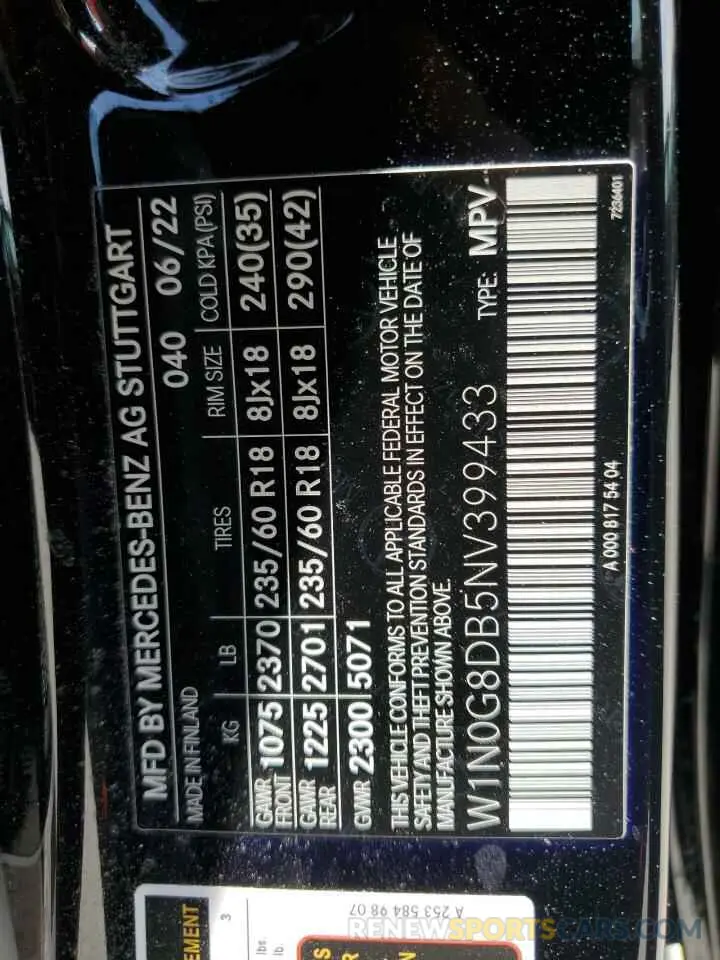 MFD BY MERCEDES-BENZ AG STUTTGART
MADE IN FINLAND 040 06/22
KG LB TIRES RIM SIZE COLD KPA (PSI)
GAWR FRONT 1075 2370 235/60 R18 8Jx18 240(35)
GAWR REAR 1225 2701 235/60 R18 8Jx18 290(42)
GVWR 2300 5071
THIS VEHICLE CONFORMS TO ALL APPLICABLE FEDERAL MOTOR VEHICLE
SAFETY AND THEFT PREVENTION STANDARDS IN EFFECT ON THE DATE OF
MANUFACTURE SHOWN ABOVE.
W1N0G8DB5NV399433 TYPE: MPV
A 000 817 54 04 7236401
EMENT
3
lbs.
lb.
A 253 584 98 07
S
R
N
RENEWSPORTSCARS.COM